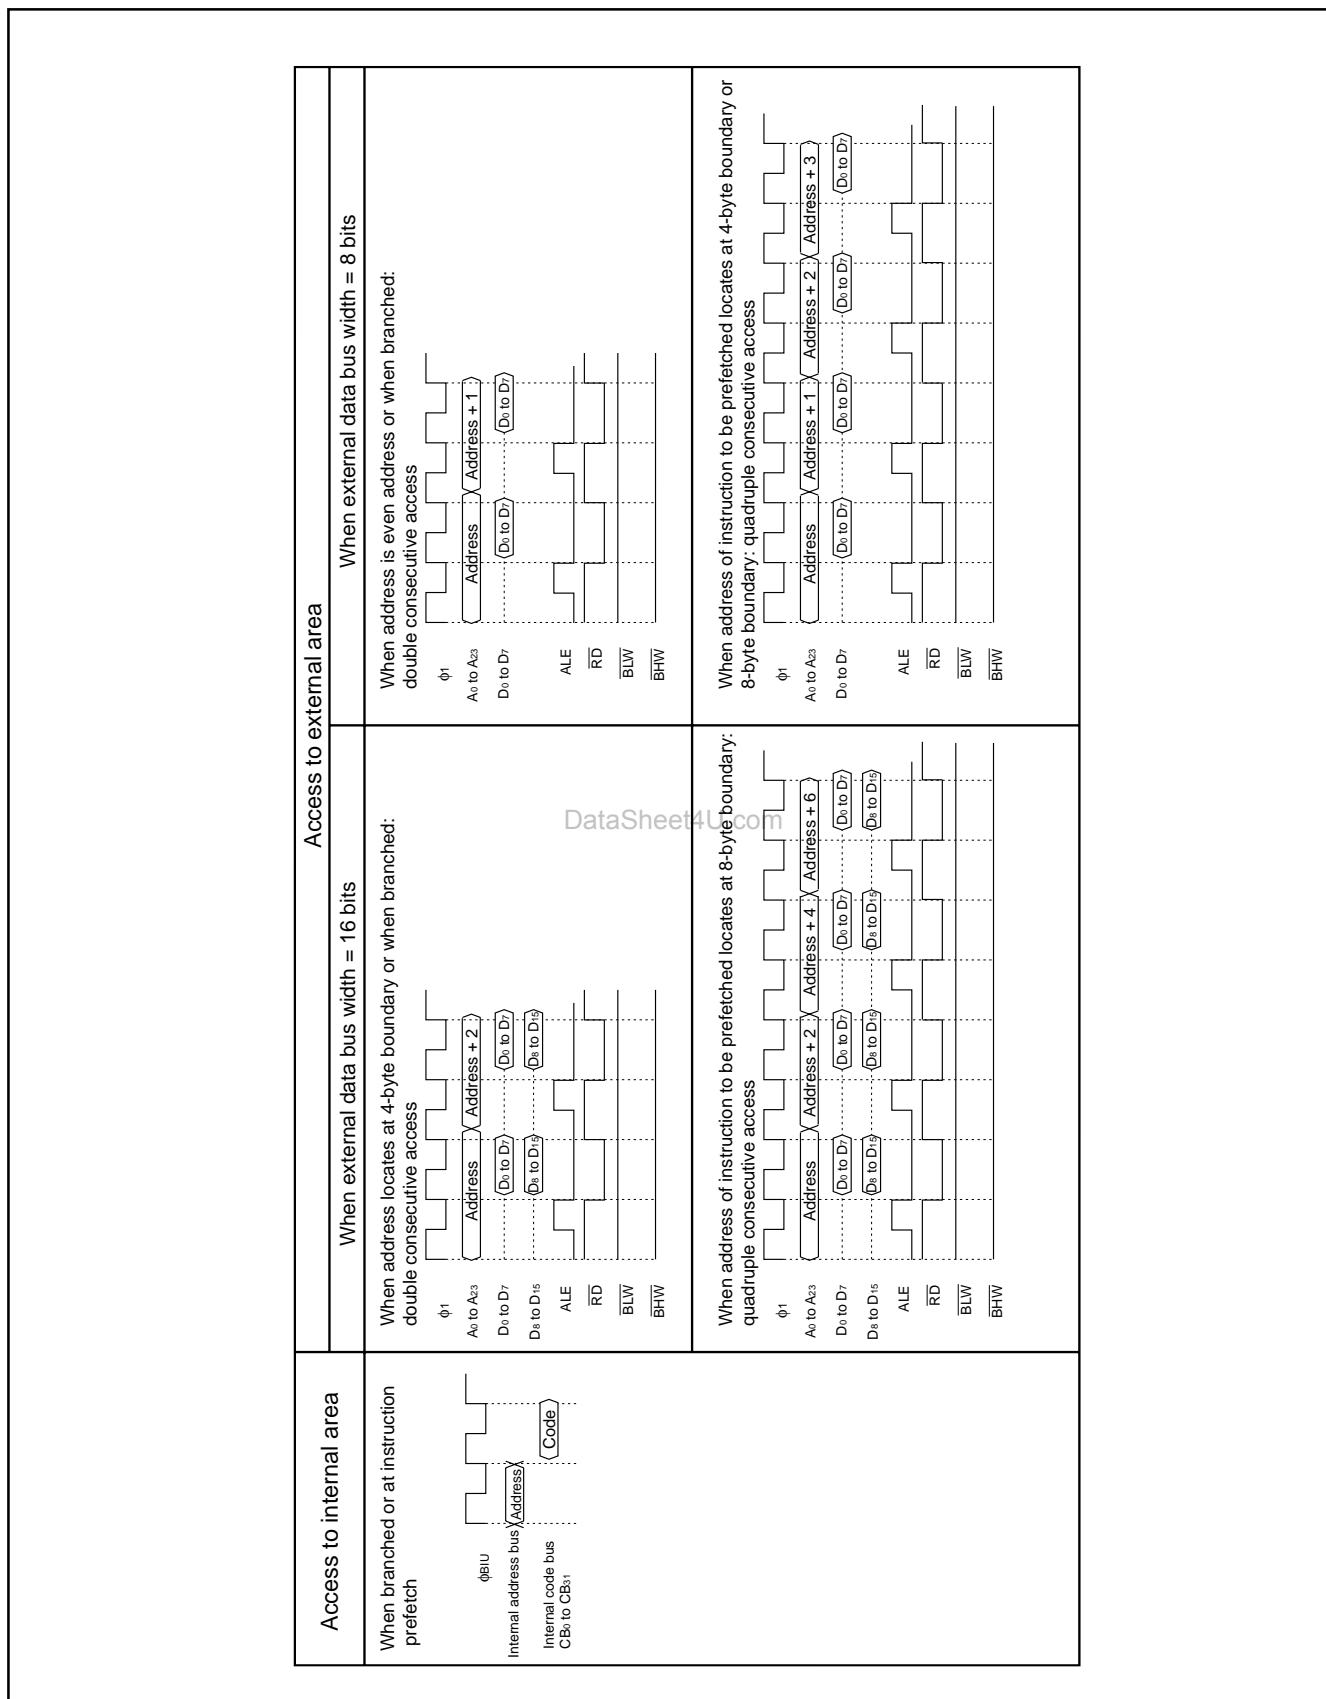 Access to internal area
Access to external area
When external data bus width = 16 bits
When external data bus width = 8 bits
When branched or at instruction
prefetch
φBIU
Internal address bus
Address
Internal code bus
CB0 to CB31
Code
When address locates at 4-byte boundary or when branched:
double consecutive access
φ1
A0 to A23
Address
Address + 2
D0 to D7
D0 to D7
D0 to D7
D8 to D15
D8 to D15
D8 to D15
ALE
RD
BLW
BHW
When address is even address or when branched:
double consecutive access
φ1
A0 to A23
Address
Address + 1
D0 to D7
D0 to D7
D0 to D7
ALE
RD
BLW
BHW
When address of instruction to be prefetched locates at 8-byte boundary:
quadruple consecutive access
φ1
A0 to A23
Address
Address + 2
Address + 4
Address + 6
D0 to D7
D0 to D7
D0 to D7
D0 to D7
D0 to D7
D8 to D15
D8 to D15
D8 to D15
D8 to D15
D8 to D15
ALE
RD
BLW
BHW
When address of instruction to be prefetched locates at 4-byte boundary or
8-byte boundary: quadruple consecutive access
φ1
A0 to A23
Address
Address + 1
Address + 2
Address + 3
D0 to D7
D0 to D7
D0 to D7
D0 to D7
D0 to D7
ALE
RD
BLW
BHW
DataSheet4U.com